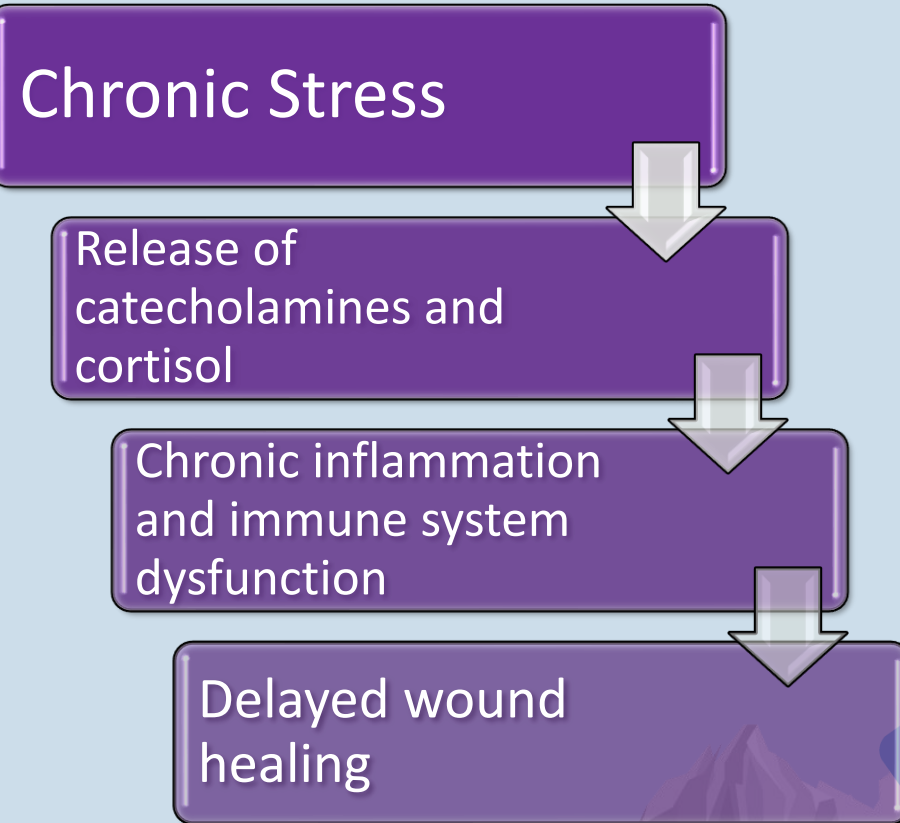 Chronic Stress
Release of
catecholamines and
cortisol
Chronic inflammation
and immune system
dysfunction
Delayed wound
healing